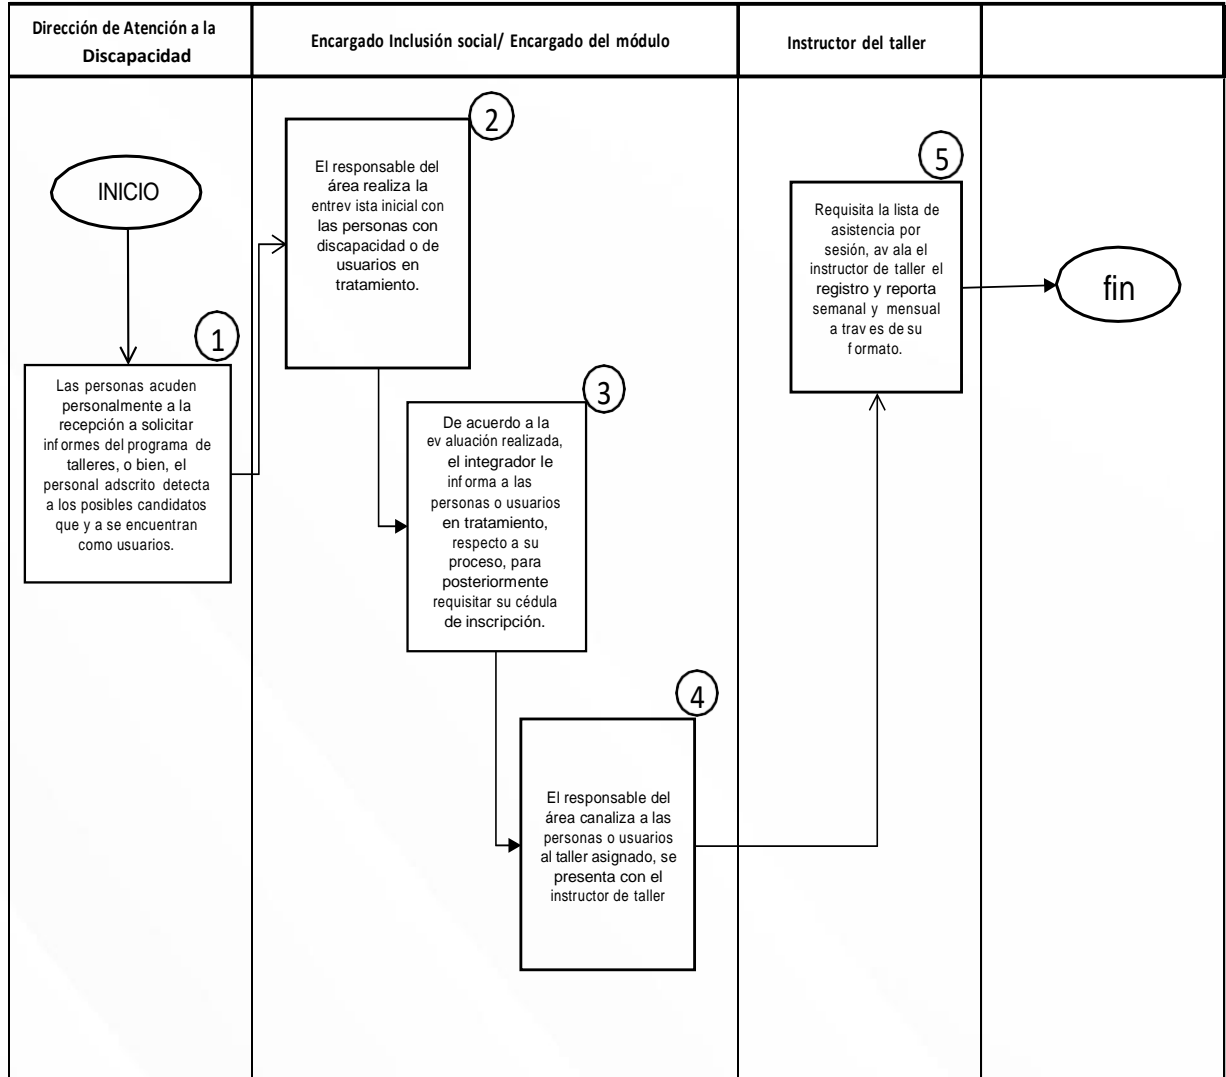 Dirección de Atención a la
Discapacidad
Encargado Inclusión social/ Encargado del módulo
Instructor del taller
INICIO
1
Las personas acuden
personalmente a la
recepción a solicitar
informes del programa de
talleres, o bien, el
personal adscrito detecta
a los posibles candidatos
que y a se encuentran
como usuarios.
2
El responsable del
área realiza la
entrev ista inicial con
las personas con
discapacidad o de
usuarios en
tratamiento.
3
De acuerdo a la
ev aluación realizada,
el integrador le
informa a las
personas o usuarios
en tratamiento,
respecto a su
proceso, para
posteriormente
requisitar su cédula
de inscripción.
4
El responsable del
área canaliza a las
personas o usuarios
al taller asignado, se
presenta con el
instructor de taller
5
Requisita la lista de
asistencia por
sesión, av ala el
instructor de taller el
registro y reporta
semanal y mensual
a trav es de su
formato.
fin